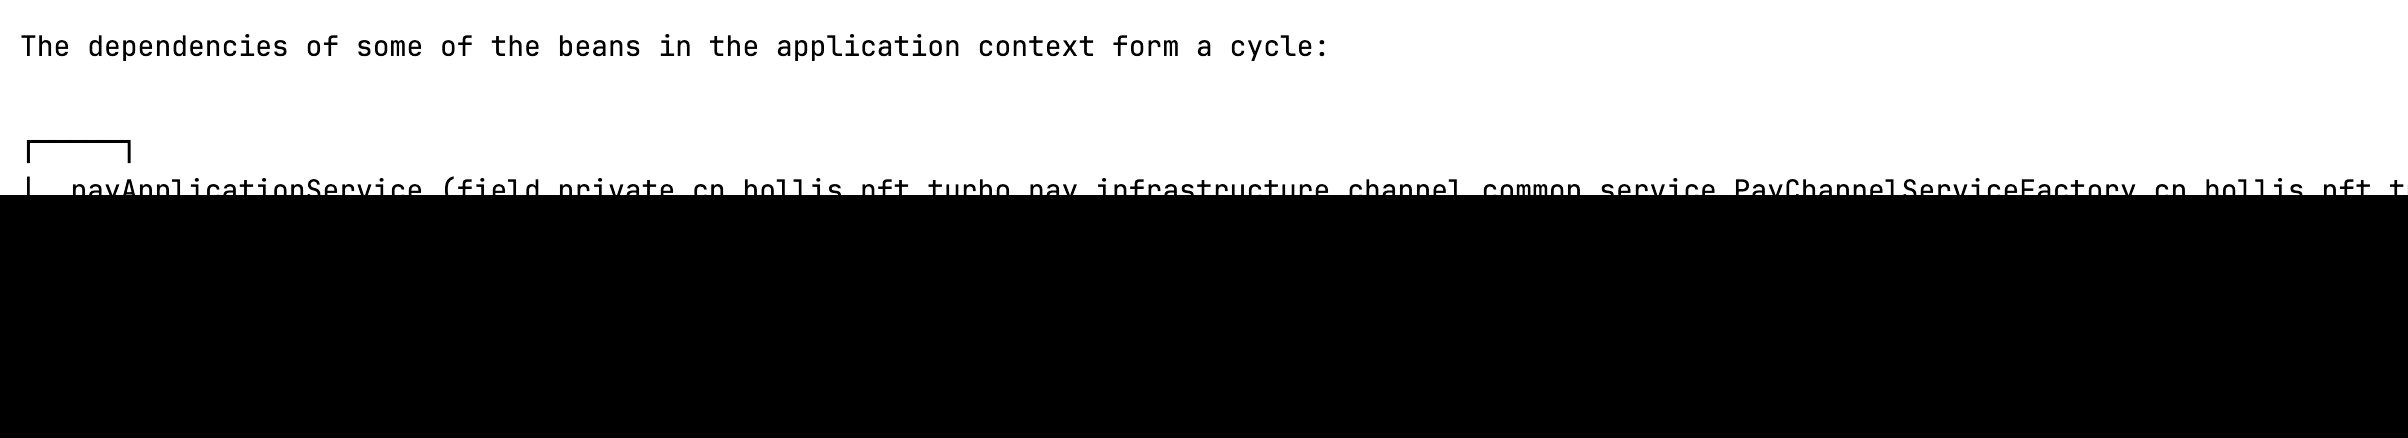 The dependencies of some of the beans in the application context form a cycle:
payApplicationService (field private cn.hollis.nft.turbo.pay.infrastructure.channel.common.service.PayChannelServiceFactory cn.hollis.nft